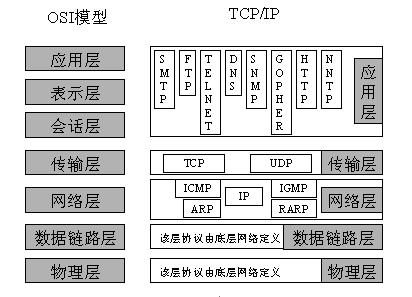 OSI模型
TCP/IP
应用层
表示层
会话层
传输层
网络层
数据链路层
物理层
SMTP
FTP
TELNET
DNS
SNMP
GOPHER
HTTP
NNTP
应用层
TCP
UDP
传输层
ICMP
IGMP
IP
ARP
RARP
网络层
该层协议由底层网络定义
数据链路层
该层协议由底层网络定义
物理层